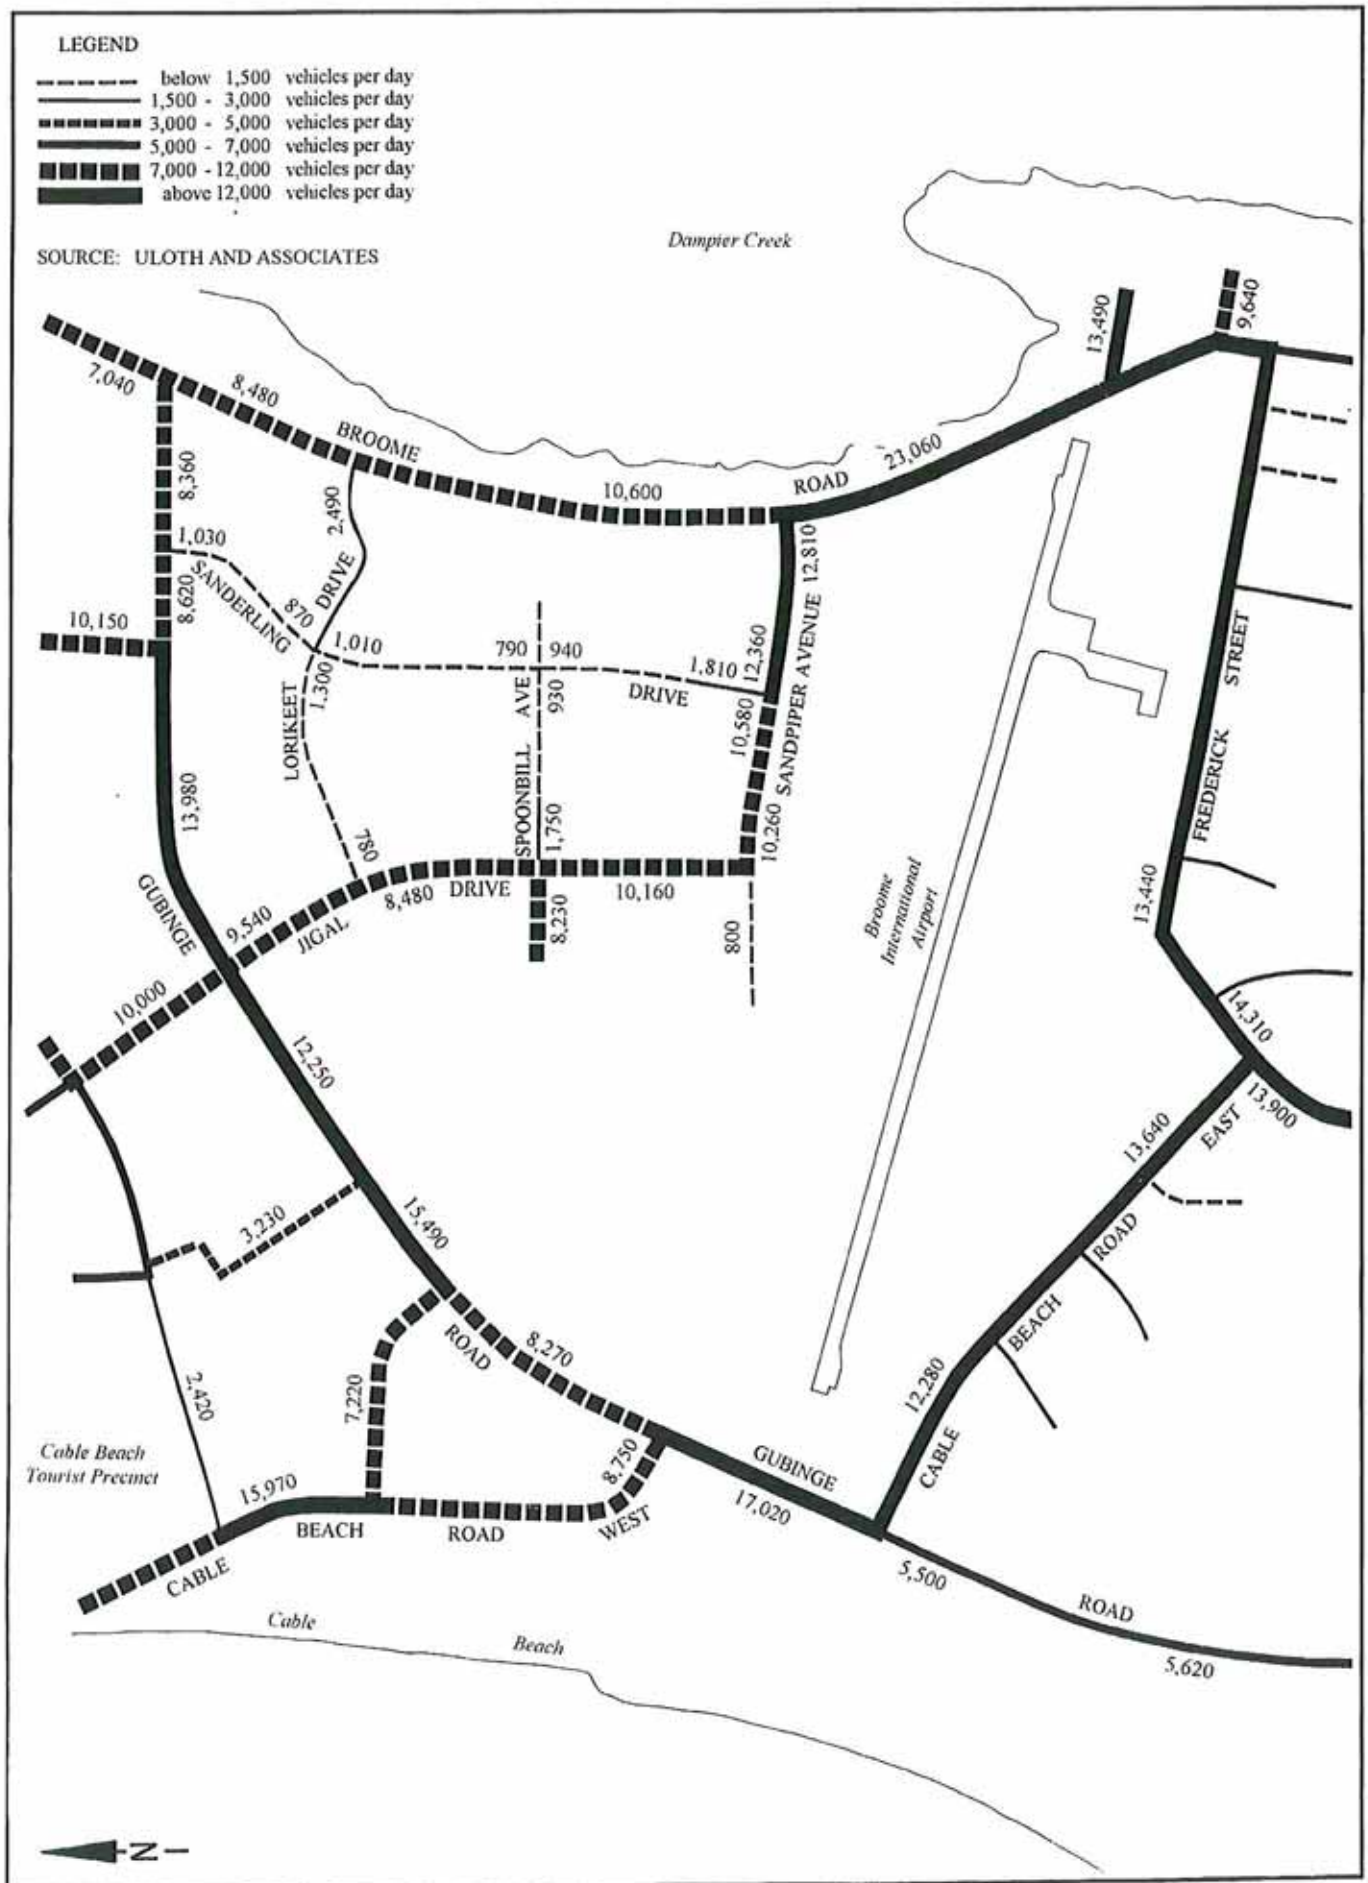 LEGEND
below 1,500 vehicles per day
1,500 - 3,000 vehicles per day
3,000 - 5,000 vehicles per day
5,000 - 7,000 vehicles per day
7,000 - 12,000 vehicles per day
above 12,000 vehicles per day
SOURCE: ULOTH AND ASSOCIATES
Dampier Creek
9,640
13,490
7,040
8,480
BROOME
23,060
8,360
2,490
10,600
ROAD
1,030
12,810
SANDERLING
DRIVE
8,620
870
10,150
1,010
790
940
1,810
12,360
SANDPIPER AVENUE
STREET
1,300
LORIKEET
AVE
930
DRIVE
10,580
13,980
SPOONBILL
1,750
10,260
FREDERICK
780
GUBINGE
8,480
DRIVE
10,160
13,440
9,540
JIGAL
8,230
800
Broome
International
Airport
10,000
14,310
12,250
13,900
13,640
EAST
3,230
15,490
ROAD
ROAD
8,270
BEACH
2,420
7,220
12,280
Cable Beach
Tourist Precinct
8,750
GUBINGE
CABLE
15,970
17,020
BEACH
ROAD
WEST
CABLE
5,500
ROAD
Cable
Beach
5,620
N